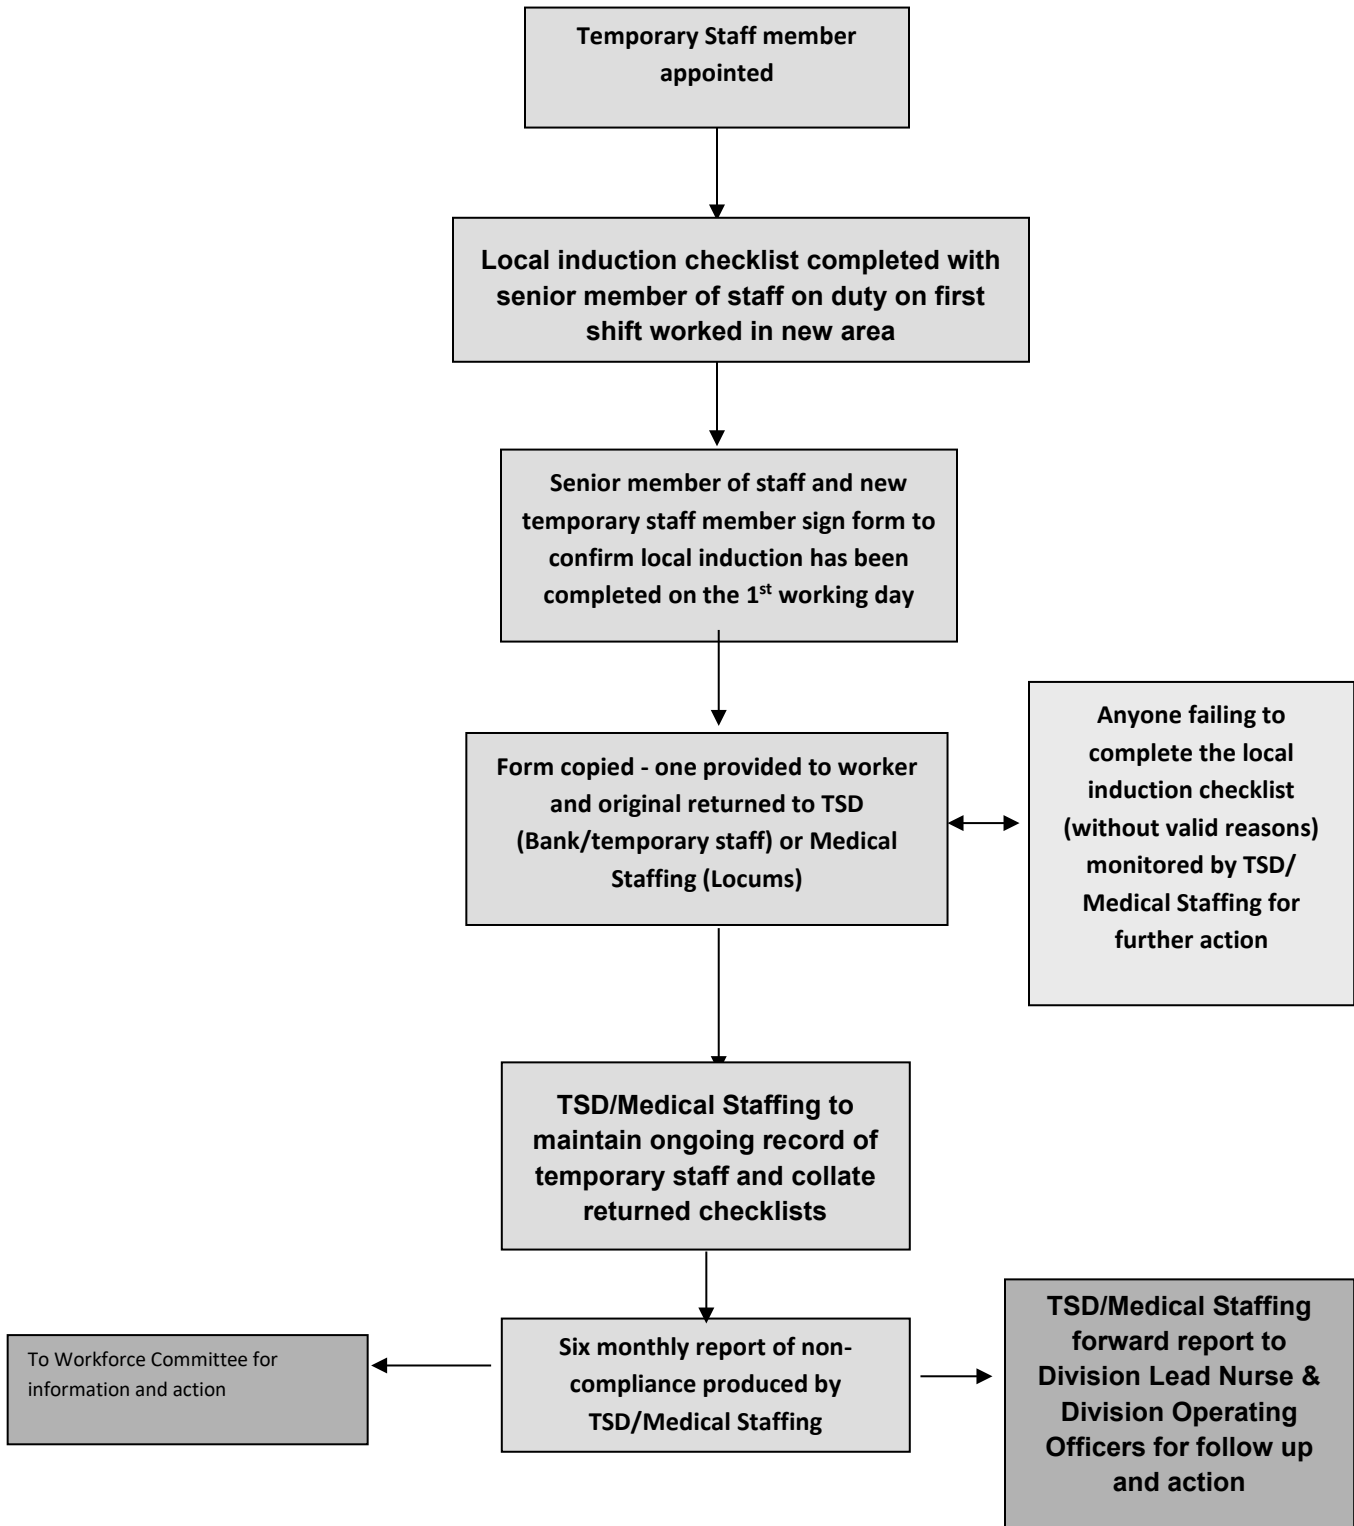 Temporary Staff member
appointed
Local induction checklist completed with
senior member of staff on duty on first
shift worked in new area
Senior member of staff and new
temporary staff member sign form to
confirm local induction has been
completed on the 1st working day
Form copied - one provided to worker
and original returned to TSD
(Bank/temporary staff) or Medical
Staffing (Locums)
Anyone failing to
complete the local
induction checklist
(without valid reasons)
monitored by TSD/
Medical Staffing for
further action
TSD/Medical Staffing to
maintain ongoing record of
temporary staff and collate
returned checklists
To Workforce Committee for
information and action
Six monthly report of non-
compliance produced by
TSD/Medical Staffing
TSD/Medical Staffing
forward report to
Division Lead Nurse &
Division Operating
Officers for follow up
and action